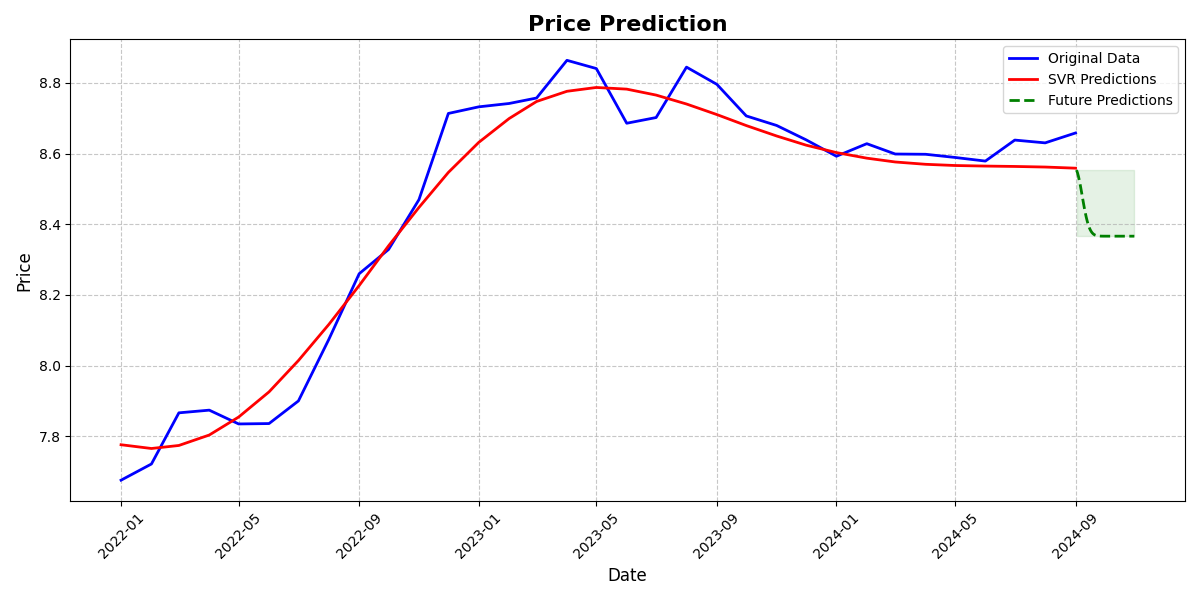 Price Prediction
Original Data
SVR Predictions
Future Predictions
Price
8.8
8.6
8.4
8.2
8.0
7.8
2022-01
2022-05
2022-09
2023-01
2023-05
2023-09
2024-01
2024-05
2024-09
Date